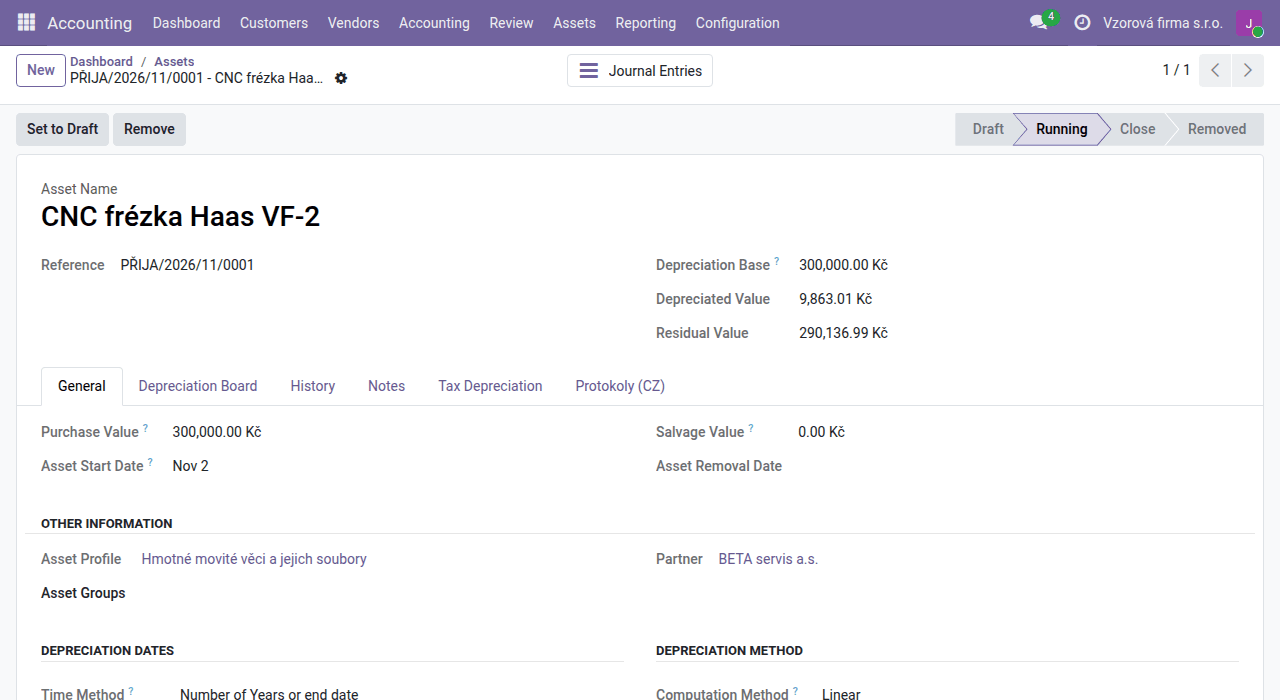 Accounting Dashboard Customers Vendors Accounting Review Assets Reporting Configuration 4 Vzorová firma s.r.o. J
New Dashboard / Assets
PŘIJA/2026/11/0001 - CNC frézka Haa... Journal Entries 1 / 1
Set to Draft Remove Draft Running Close Removed
Asset Name
CNC frézka Haas VF-2
Reference PŘIJA/2026/11/0001 Depreciation Base ? 300,000.00 Kč
Depreciated Value 9,863.01 Kč
Residual Value 290,136.99 Kč
General Depreciation Board History Notes Tax Depreciation Protokoly (CZ)
Purchase Value ? 300,000.00 Kč Salvage Value ? 0.00 Kč
Asset Start Date ? Nov 2 Asset Removal Date
OTHER INFORMATION
Asset Profile Hmotné movité věci a jejich soubory Partner BETA servis a.s.
Asset Groups
DEPRECIATION DATES DEPRECIATION METHOD
Time Method ? Number of Years or end date Computation Method ? Linear